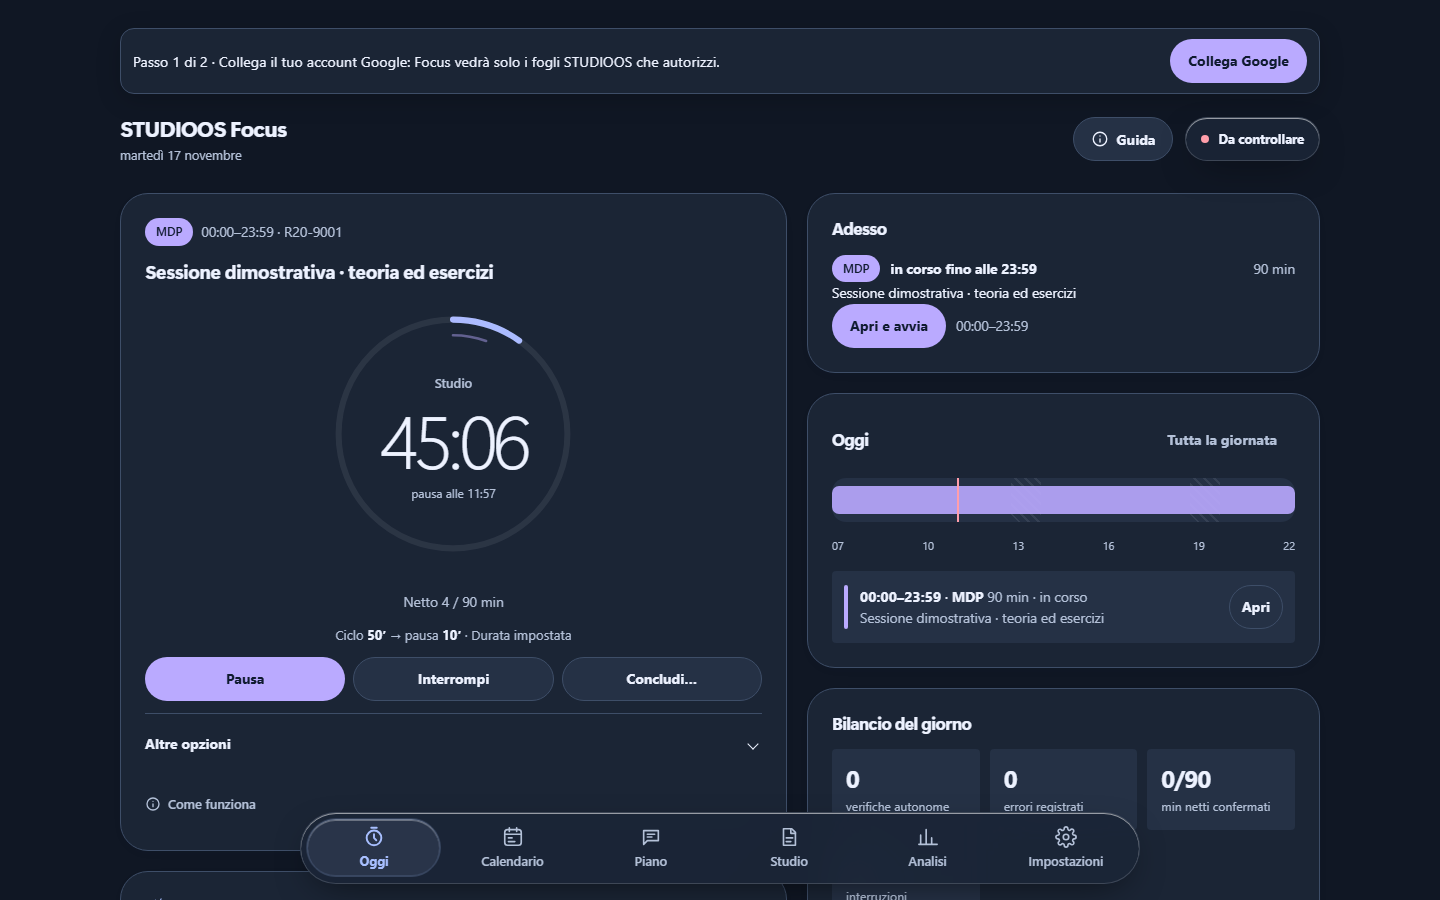 Passo 1 di 2 · Collega il tuo account Google: Focus vedrà solo i fogli STUDIOOS che autorizzi.
Collega Google
STUDIOOS Focus
martedì 17 novembre
Guida
Da controllare
MDP 00:00–23:59 · R20-9001
Sessione dimostrativa · teoria ed esercizi
Studio
45:06
pausa alle 11:57
Netto 4 / 90 min
Ciclo 50′ → pausa 10′ · Durata impostata
Pausa
Interrompi
Concludi…
Altre opzioni
Come funziona
Adesso
MDP in corso fino alle 23:59 90 min
Sessione dimostrativa · teoria ed esercizi
Apri e avvia 00:00–23:59
Oggi
Tutta la giornata
07 10 13 16 19 22
00:00–23:59 · MDP 90 min · in corso
Sessione dimostrativa · teoria ed esercizi
Apri
Bilancio del giorno
0
verifiche autonome
0
errori registrati
0/90
min netti confermati
interruzioni
Oggi
Calendario
Piano
Studio
Analisi
Impostazioni